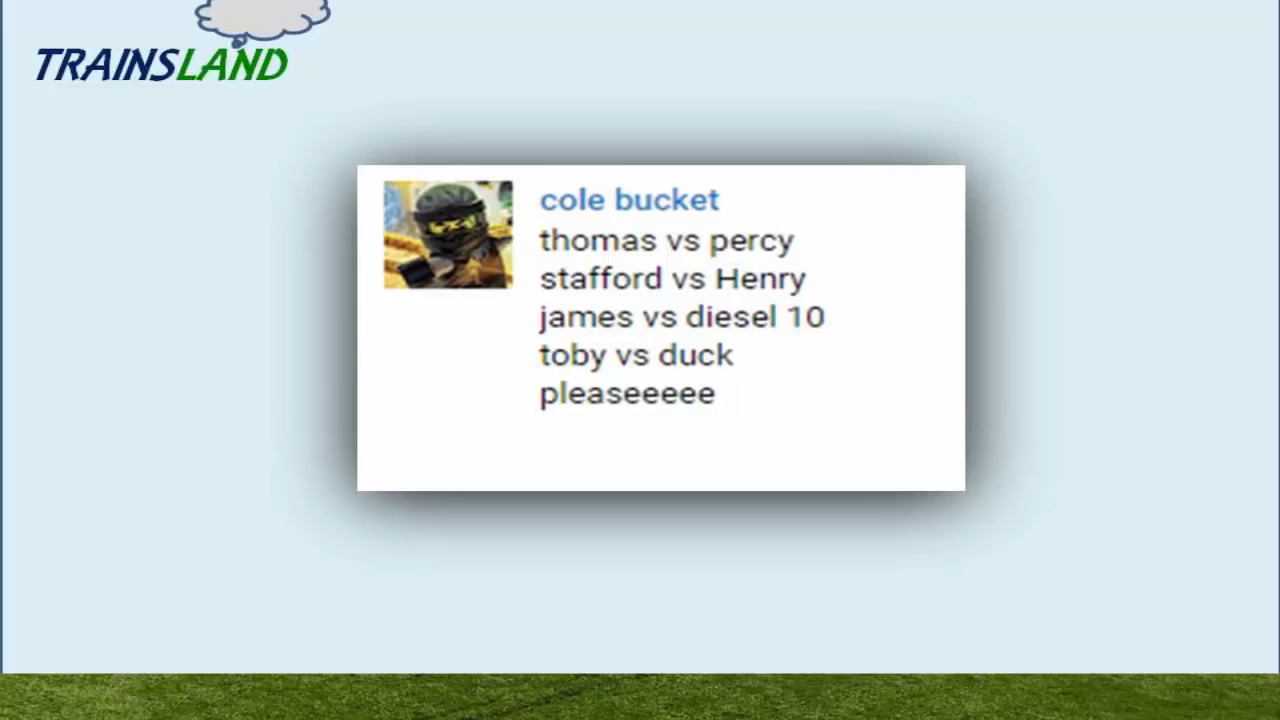 TRAINSLAND
cole bucket
thomas vs percy
stafford vs Henry
james vs diesel 10
toby vs duck
pleaseeeee